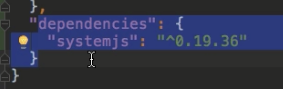 },
"dependencies": {
"systemjs": "^0.19.36"
}
}